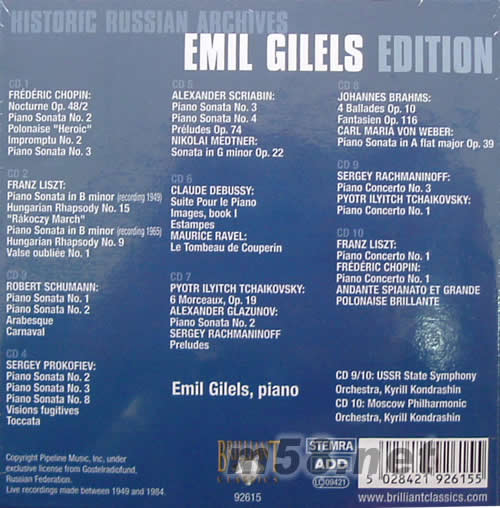 HISTORIC RUSSIAN ARCHIVES
EMIL GILELS EDITION
CD 1
FRÉDÉRIC CHOPIN:
Nocturne Op. 48/2
Piano Sonata No. 2
Polonaise "Heroic"
Impromptu No. 2
Piano Sonata No. 3
CD 2
FRANZ LISZT:
Piano Sonata in B minor (recording 1949)
Hungarian Rhapsody No. 15
"Rákoczy March"
Piano Sonata in B minor (recording 1965)
Hungarian Rhapsody No. 9
Valse oubliée No. 1
CD 3
ROBERT SCHUMANN:
Piano Sonata No. 1
Piano Sonata No. 2
Arabesque
Carnaval
CD 4
SERGEY PROKOFIEV:
Piano Sonata No. 2
Piano Sonata No. 3
Piano Sonata No. 8
Visions fugitives
Toccata
CD 5
ALEXANDER SCRIABIN:
Piano Sonata No. 3
Piano Sonata No. 4
Préludes Op. 74
NIKOLAI MEDTNER:
Sonata in G minor Op. 22
CD 6
CLAUDE DEBUSSY:
Suite Pour le Piano
Images, book I
Estampes
MAURICE RAVEL:
Le Tombeau de Couperin
CD 7
PYOTR ILYITCH TCHAIKOVSKY:
6 Morceaux, Op. 19
ALEXANDER GLAZUNOV:
Piano Sonata No. 2
SERGEY RACHMANINOFF
Preludes
CD 8
JOHANNES BRAHMS:
4 Ballades Op. 10
Fantasien Op. 116
CARL MARIA VON WEBER:
Piano Sonata in A flat major Op. 39
CD 9
SERGEY RACHMANINOFF:
Piano Concerto No. 3
PYOTR ILYITCH TCHAIKOVSKY:
Piano Concerto No. 1
CD 10
FRANZ LISZT:
Piano Concerto No. 1
FRÉDÉRIC CHOPIN:
Piano Concerto No. 1
ANDANTE SPIANATO ET GRANDE
POLONAISE BRILLANTE
Emil Gilels, piano
CD 9/10: USSR State Symphony
Orchestra, Kyrill Kondrashin
CD 10: Moscow Philharmonic
Orchestra, Kyrill Kondrashin
Copyright Pipeline Music, Inc. under
exclusive license from Gostelradiofund,
Russian Federation.
Live recordings made between 1949 and 1984.
BRILLIANT
CLASSICS
92615
STEMRA
ADD
LC09421
5 028421 926155
www.brilliantclassics.com
m58.net